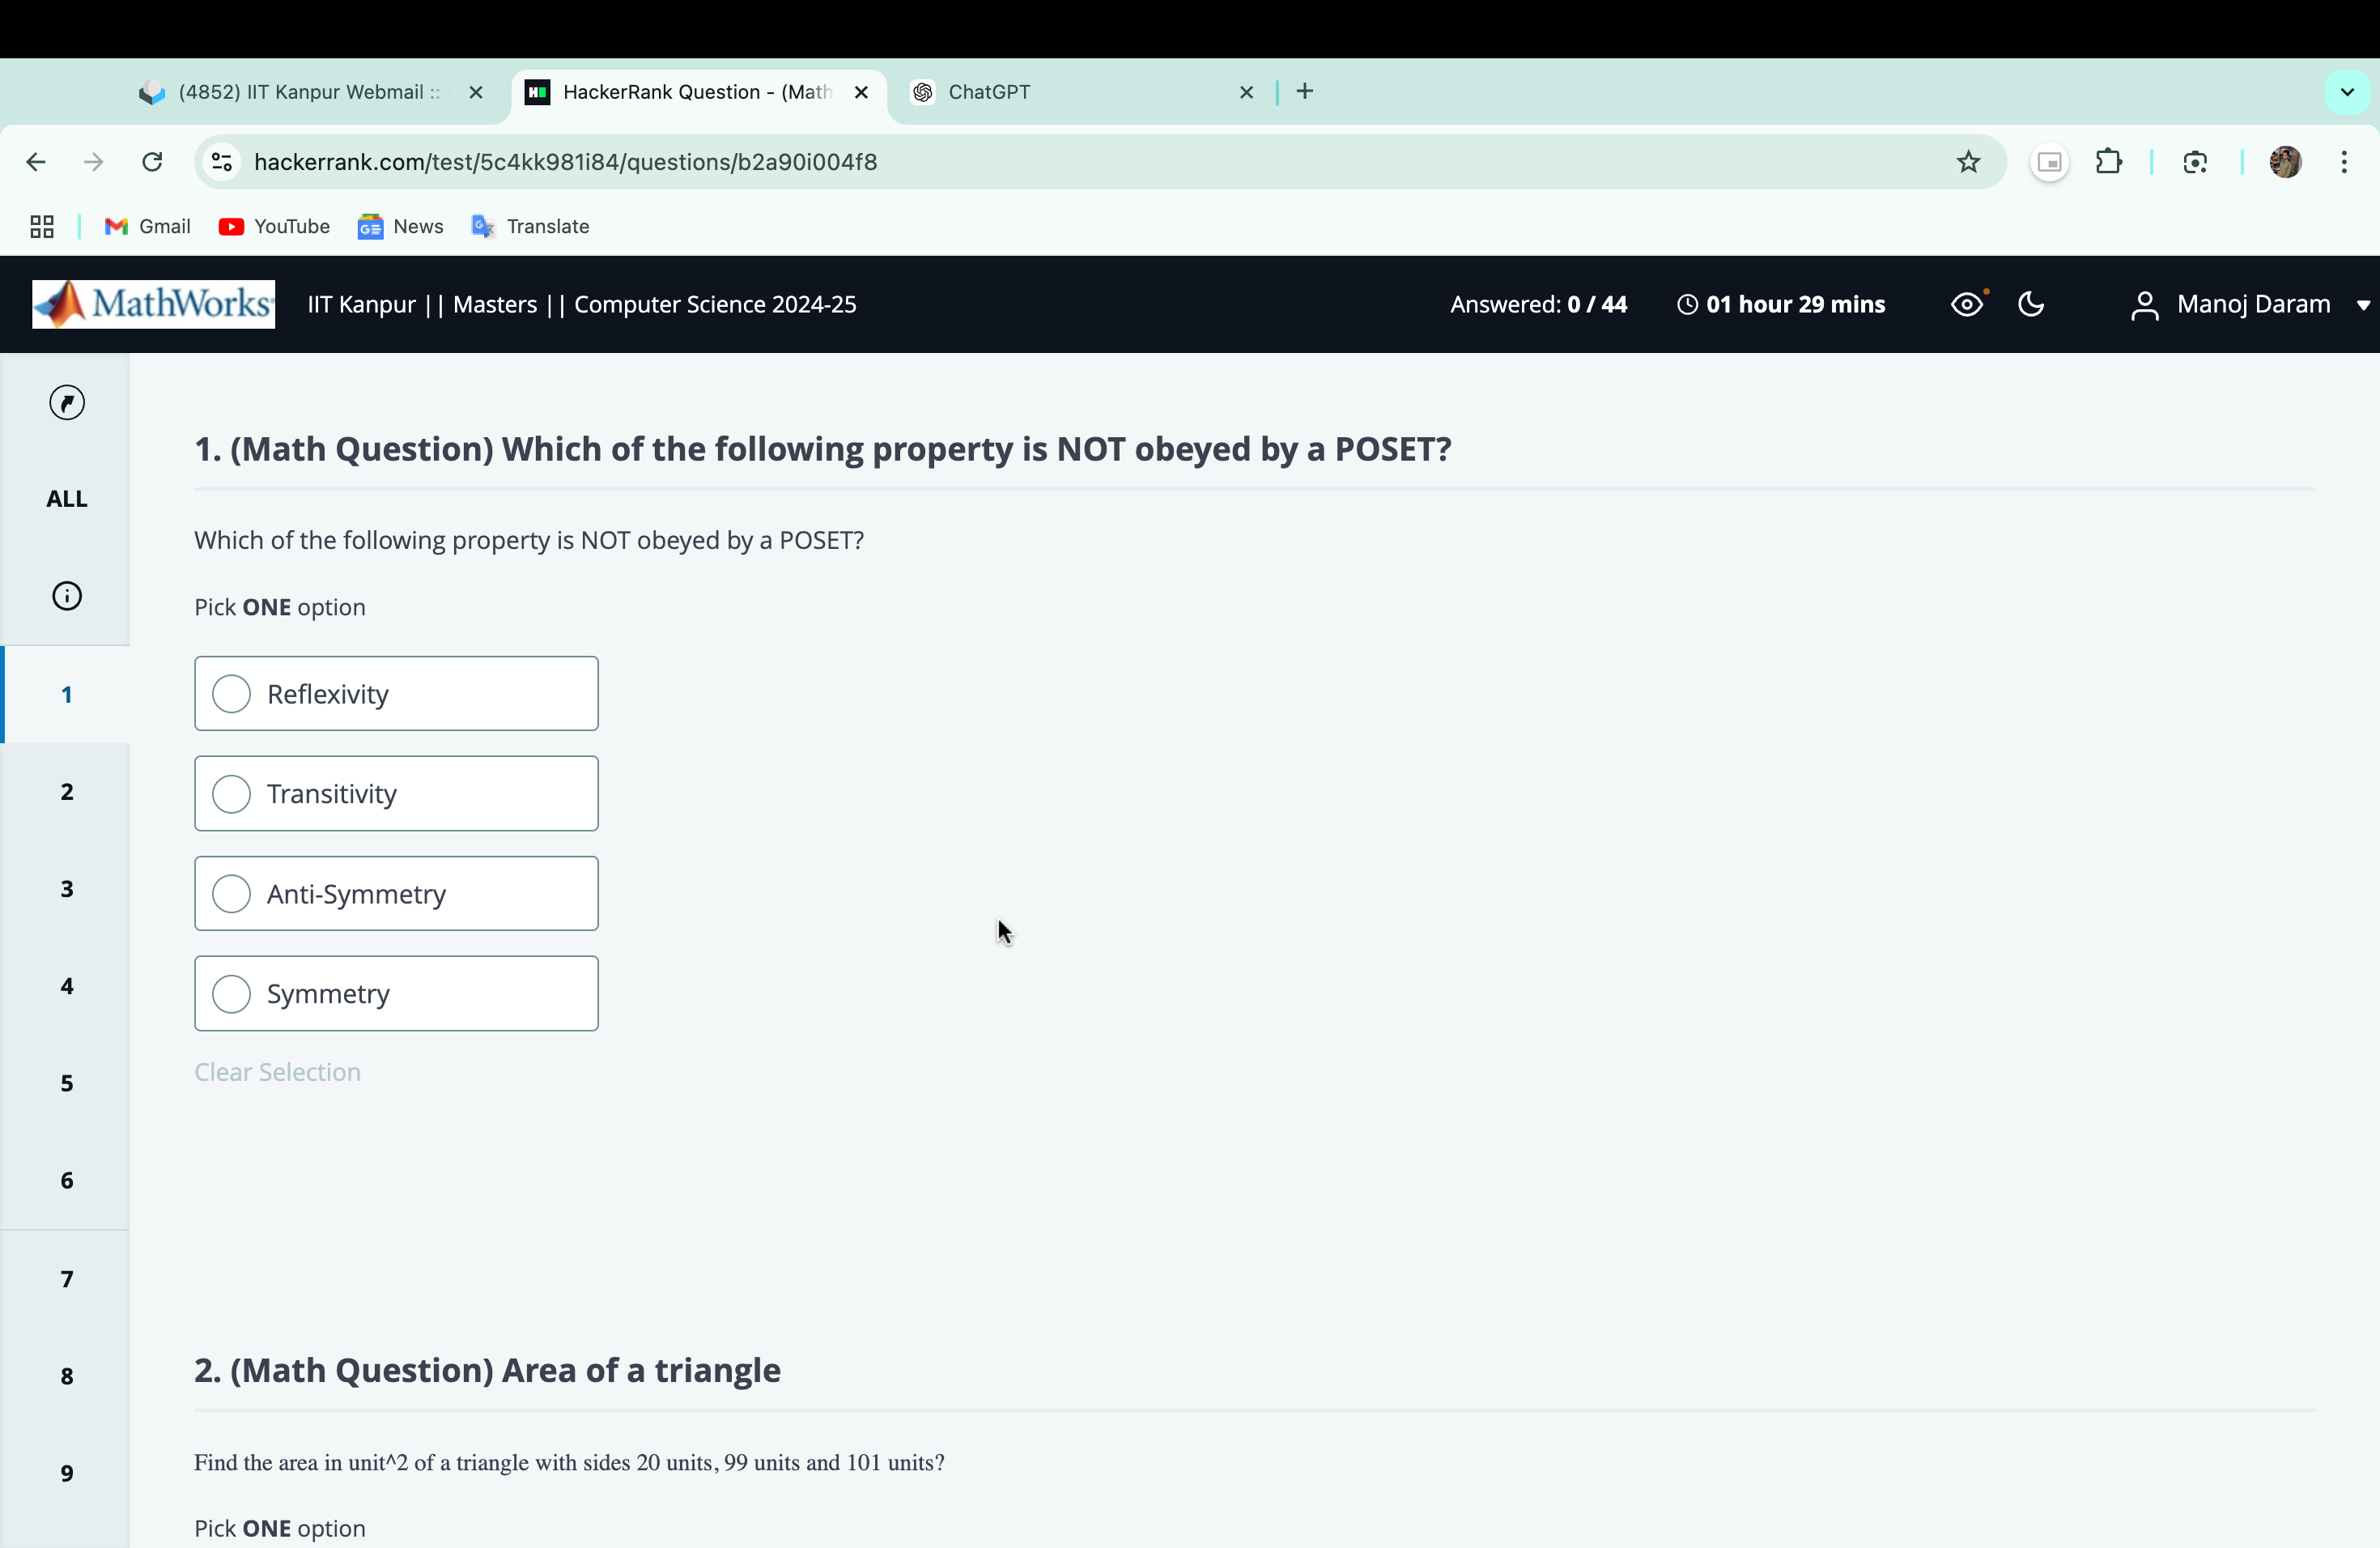 (4852) IIT Kanpur Webmail ::
HackerRank Question - (Math
ChatGPT
hackerrank.com/test/5c4kk981i84/questions/b2a90i004f8
Gmail
YouTube
News
Translate
MathWorks
IIT Kanpur || Masters || Computer Science 2024-25
Answered: 0 / 44
01 hour 29 mins
Manoj Daram
ALL
1
2
3
4
5
6
7
8
9
1. (Math Question) Which of the following property is NOT obeyed by a POSET?
Which of the following property is NOT obeyed by a POSET?
Pick ONE option
Reflexivity
Transitivity
Anti-Symmetry
Symmetry
Clear Selection
2. (Math Question) Area of a triangle
Find the area in unit^2 of a triangle with sides 20 units, 99 units and 101 units?
Pick ONE option